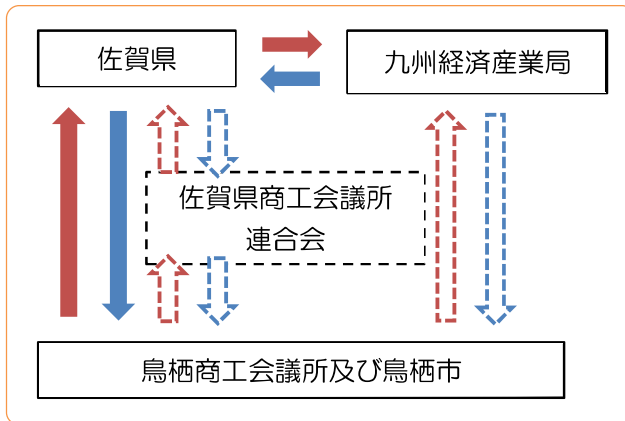 佐賀県
九州経済産業局
佐賀県商工会議所
連合会
鳥栖商工会議所及び鳥栖市